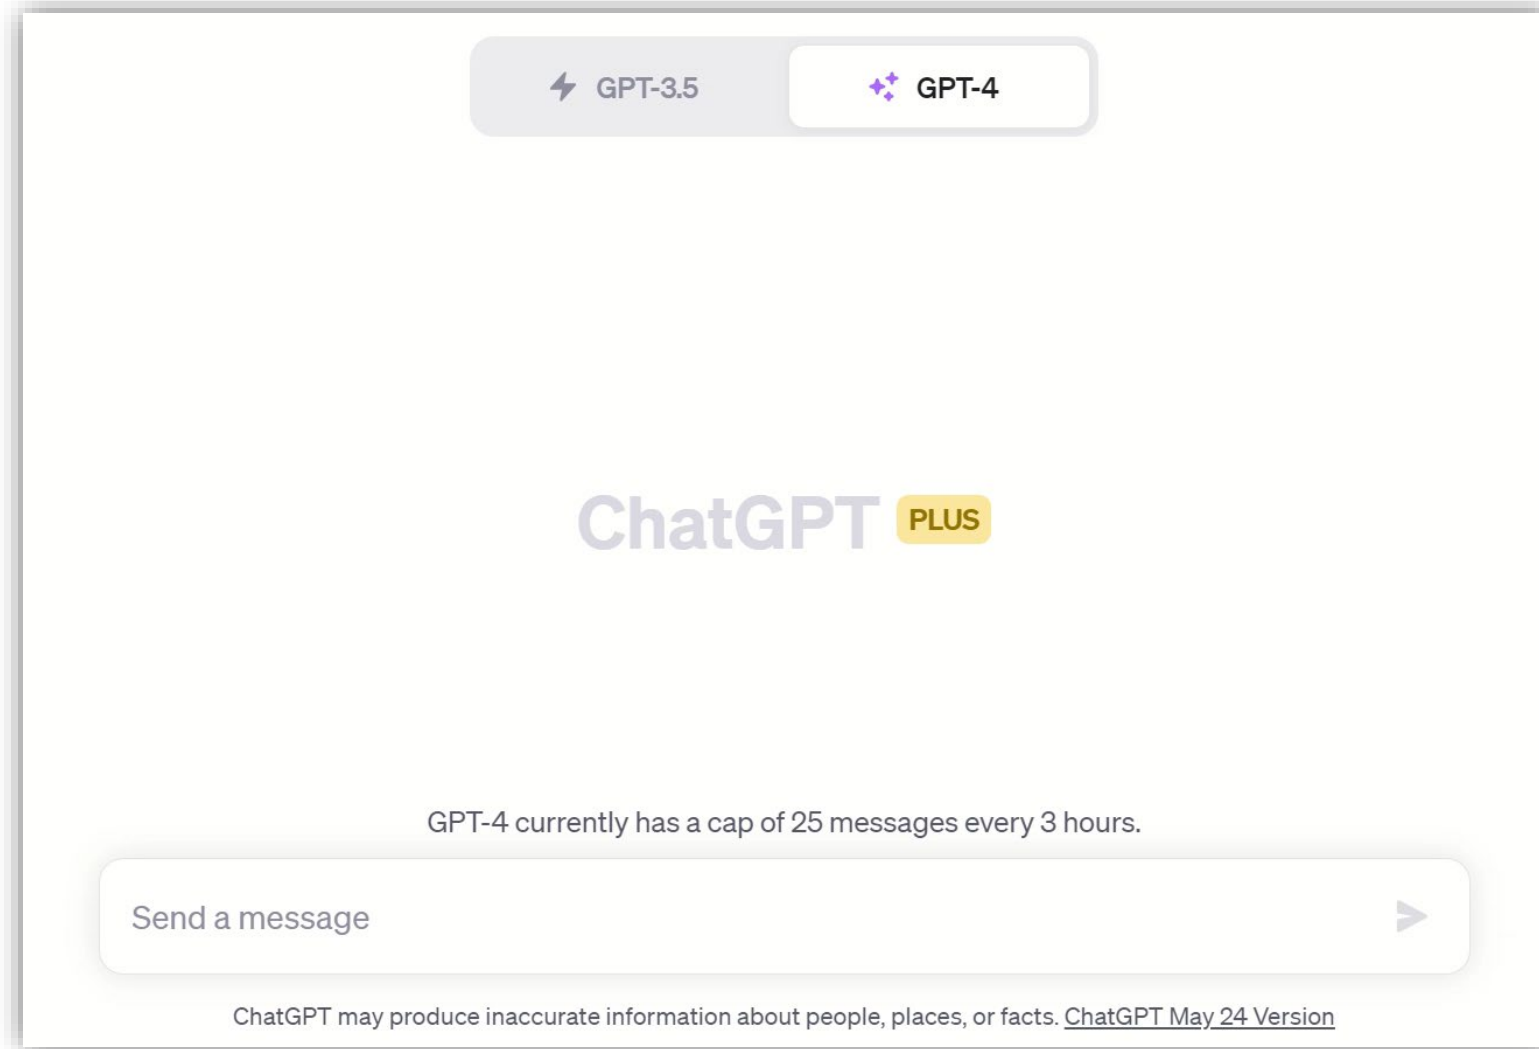 GPT-3.5 GPT-4
ChatGPT PLUS
GPT-4 currently has a cap of 25 messages every 3 hours.
Send a message
ChatGPT may produce inaccurate information about people, places, or facts. ChatGPT May 24 Version